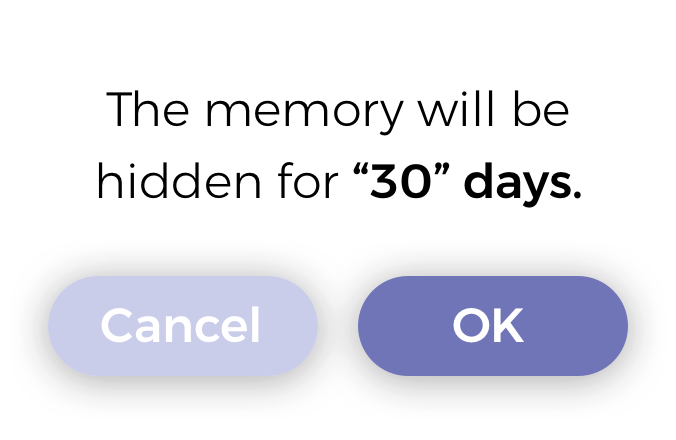 The memory will be
hidden for “30” days.
Cancel
OK